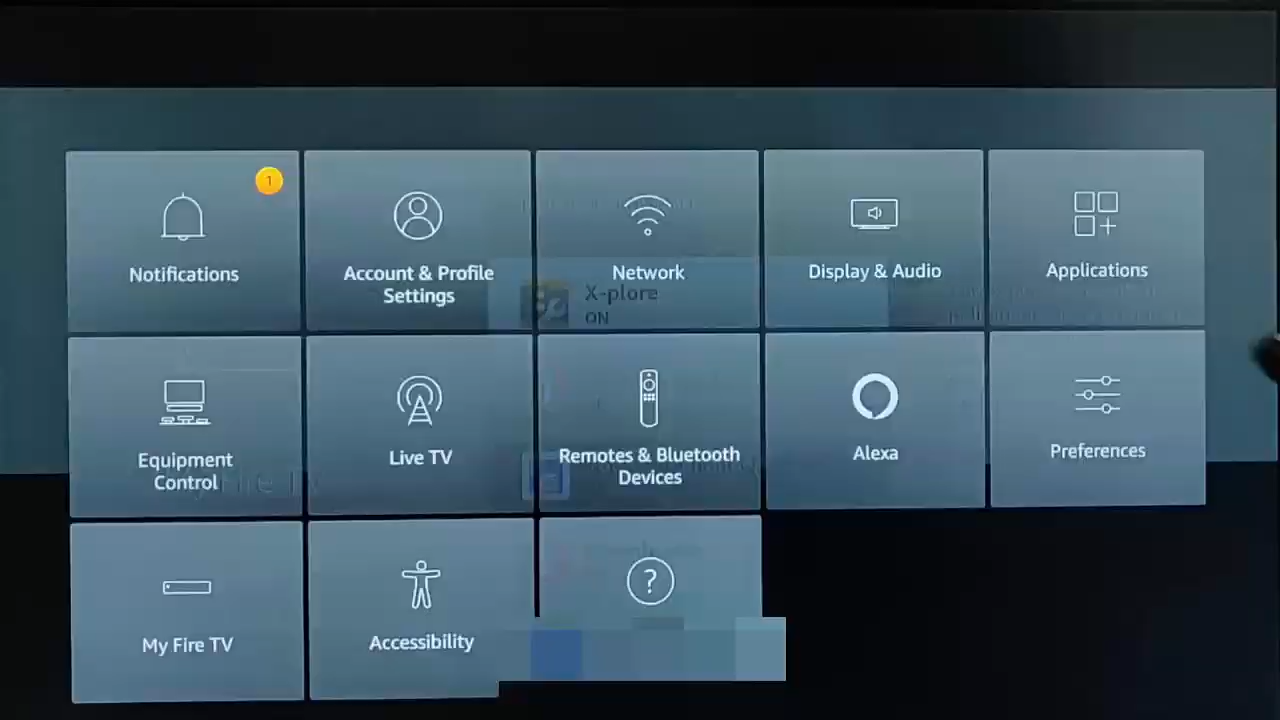 1
Notifications
Account & Profile
Settings
Network
Display & Audio
Applications
X-plore
ON
Equipment
Control
Live TV
Remotes & Bluetooth
Devices
Alexa
Preferences
My Fire TV
Accessibility
?